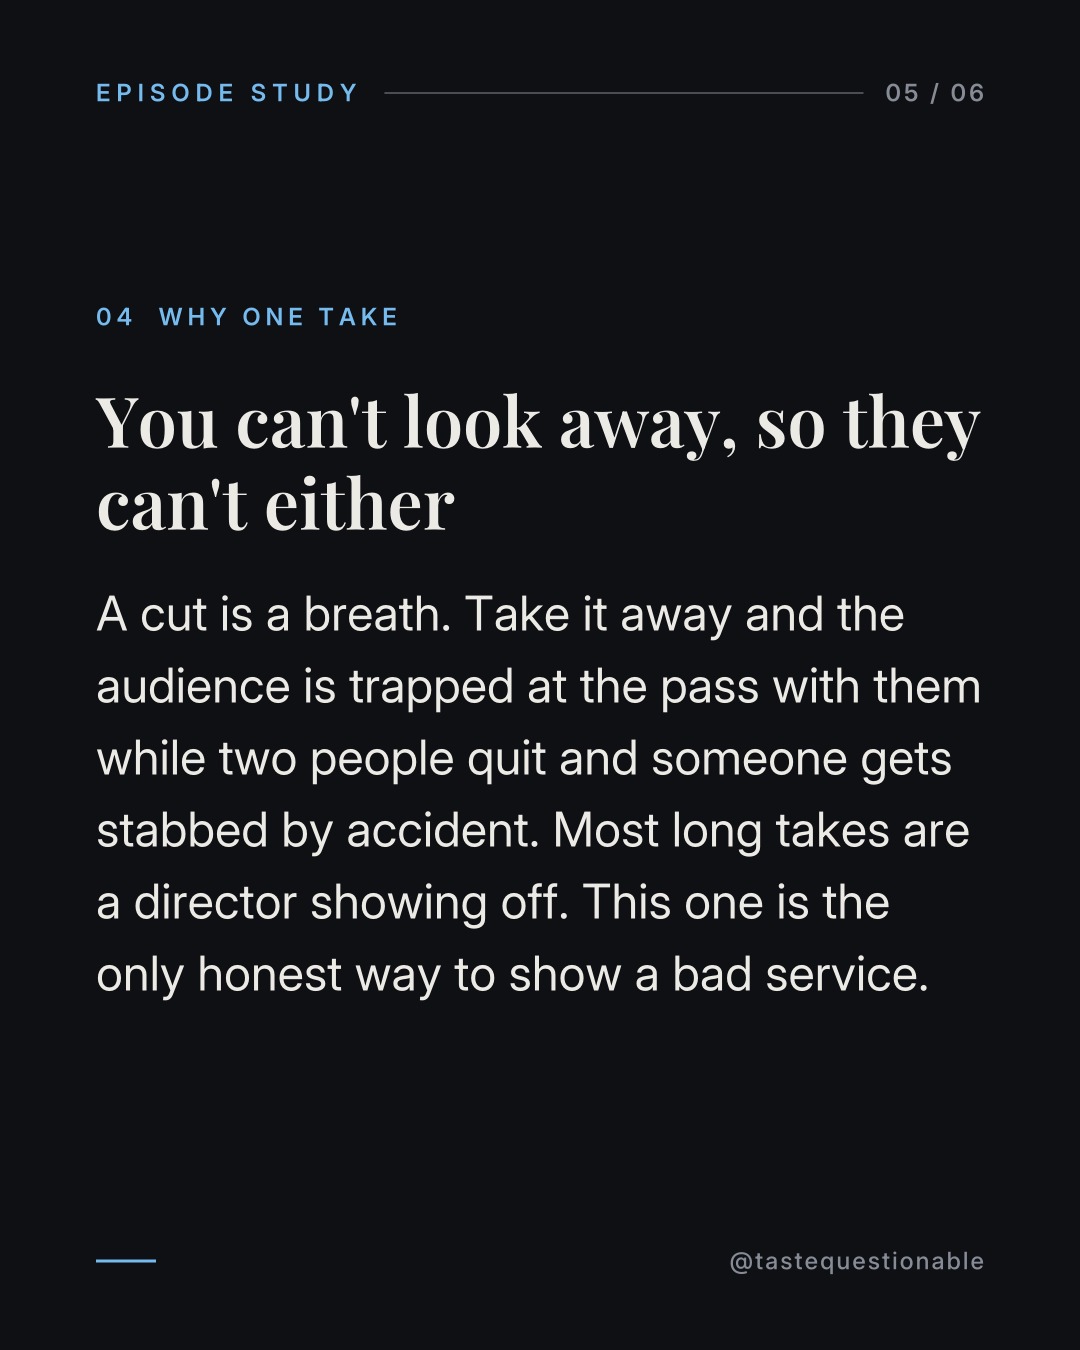 EPISODE STUDY 05 / 06
04 WHY ONE TAKE
You can't look away, so they
can't either
A cut is a breath. Take it away and the
audience is trapped at the pass with them
while two people quit and someone gets
stabbed by accident. Most long takes are
a director showing off. This one is the
only honest way to show a bad service.
@tastequestionable